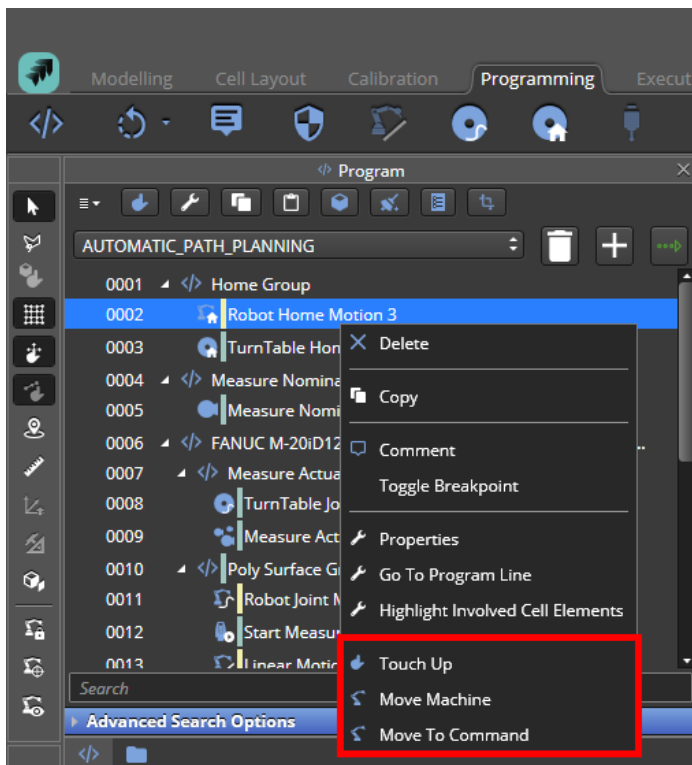 Modelling Cell Layout Calibration Programming Execut
Program
AUTOMATIC_PATH_PLANNING
0001 Home Group
0002 Robot Home Motion 3
0003 TurnTable Hon
0004 Measure Nomina
0005 Measure Nomi
0006 FANUC M-20iD12 ..
0007 Measure Actua
0008 TurnTable Jo
0009 Measure Act
0010 Poly Surface G
0011 Robot Joint M
0012 Start Measu
0013 Linear Motio
Delete
Copy
Comment
Toggle Breakpoint
Properties
Go To Program Line
Highlight Involved Cell Elements
Touch Up
Move Machine
Move To Command
Search
Advanced Search Options